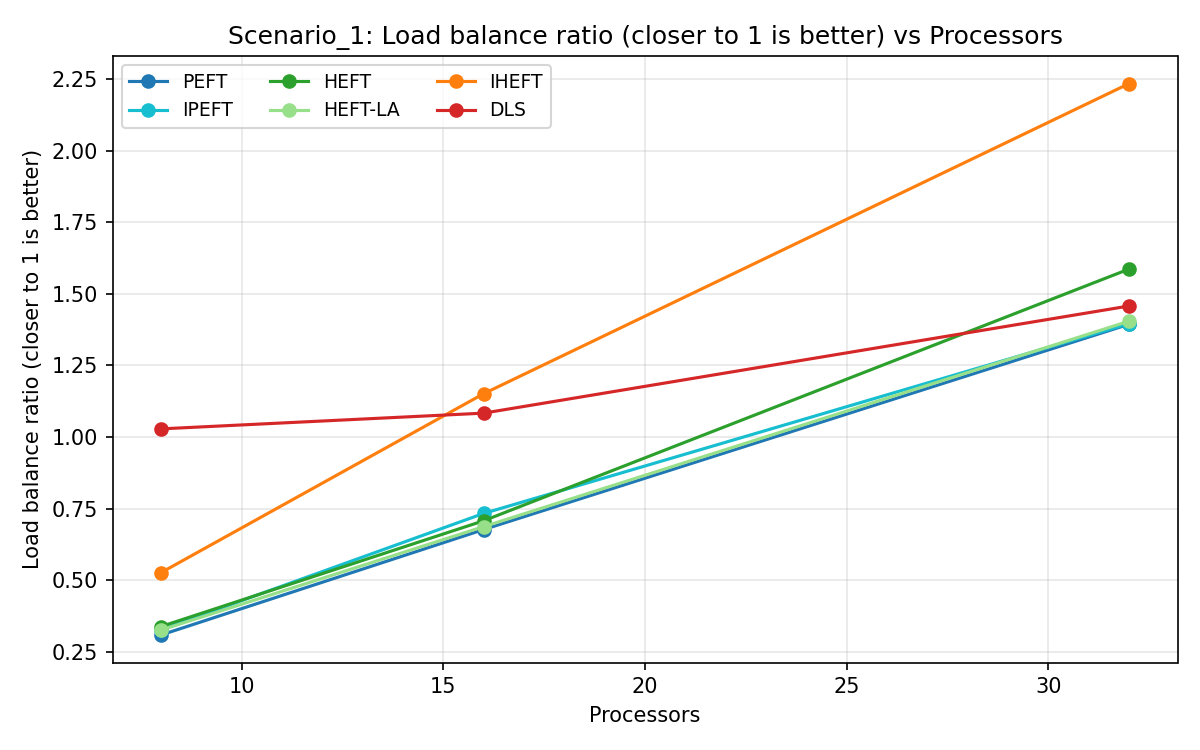 Scenario_1: Load balance ratio (closer to 1 is better) vs Processors
PEFT HEFT IHEFT
IPEFT HEFT-LA DLS
Load balance ratio (closer to 1 is better)
2.25
2.00
1.75
1.50
1.25
1.00
0.75
0.50
0.25
10 15 20 25 30
Processors